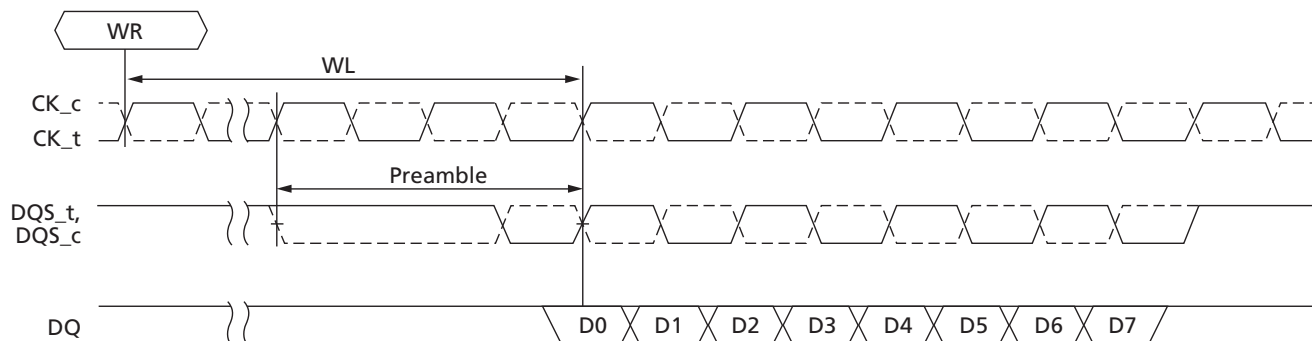 WR
WL
CK_c
CK_t
Preamble
DQS_t,
DQS_c
DQ
D0 D1 D2 D3 D4 D5 D6 D7